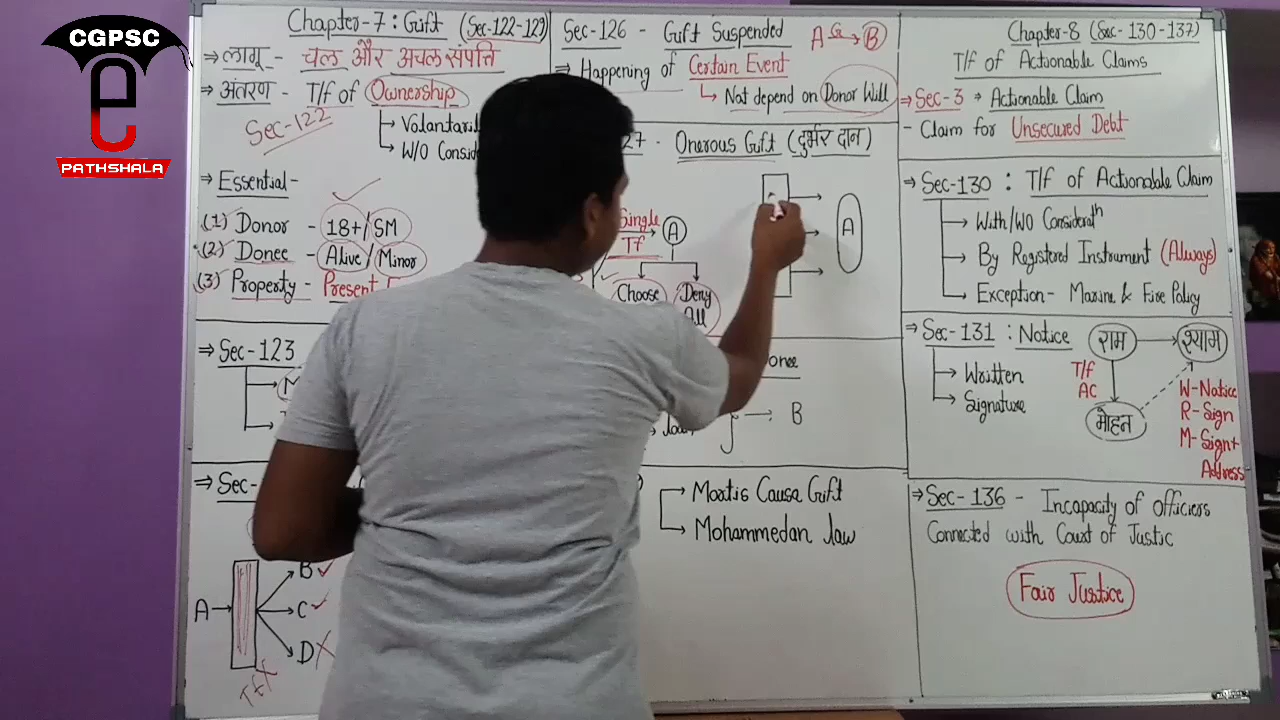 CGPSC
PATHSHALA
Chapter-7 : Gift (Sec-122-129)
⇒ लागू - चल और अचल संपत्ति
⇒ अंतरण - T/f of Ownership
Sec-122
W/O
⇒ Essential -
(1) Donor - 18+/SM
(2) Donee - Alive/Minor
(3) Property - Present
⇒ Sec-123
⇒ Sec-
A
B ✓
C ✓
D X
Sec-126 - Gift Suspended
A G→ B
⇒ Happening of Certain Event
Not depend on Donor Will
27 - Onerous Gift (दुर्भर दान)
Single
T/f
A
Choose
Deny
All
A
B
Mortis Causa Gift
Mohammedan law
Chapter-8 (Sec-130-137)
T/f of Actionable Claims
⇒ Sec-3 ⇒ Actionable Claim
- Claim for Unsecured Debt
⇒ Sec-130 : T/f of Actionable Claim
With/WO Considerath
By Registered Instrument (Always)
Exception - Marine & Fire Policy
⇒ Sec-131 : Notice
Written
Signature
राम
श्याम
T/f
AC
मोहन
W-Notice
R-Sign
M-Sign+
Address
⇒ Sec-136 - Incapacity of officiers
Connected with Court of Justic
Fair Justice